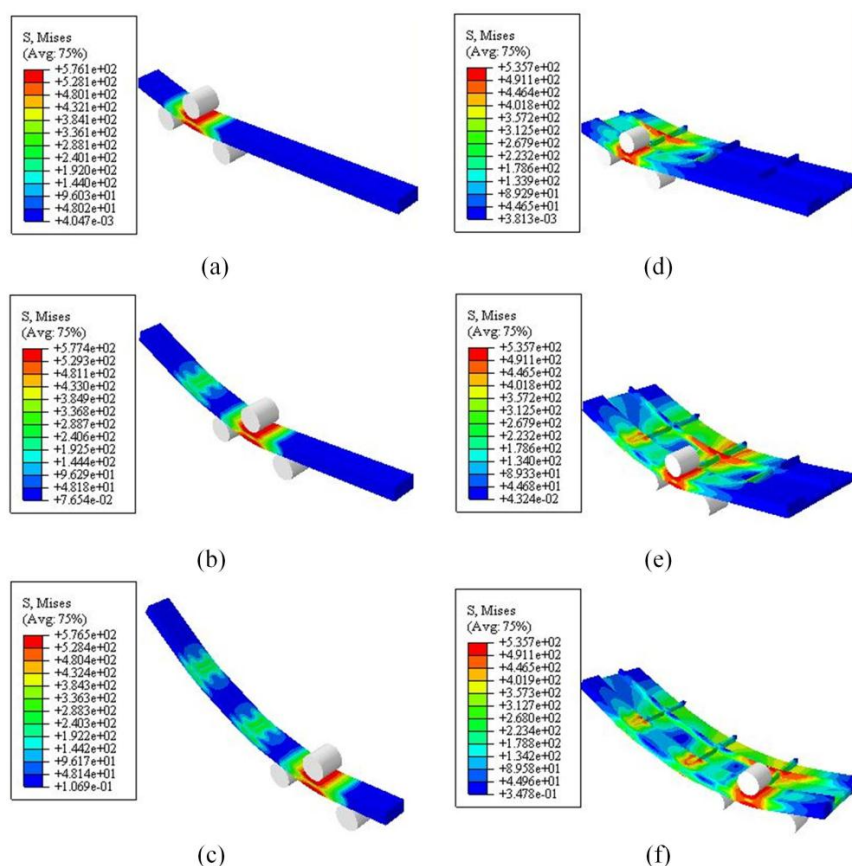 S, Mises
(Avg: 75%)
+5.761e+02
+5.281e+02
+4.801e+02
+4.321e+02
+3.841e+02
+3.361e+02
+2.881e+02
+2.401e+02
+1.920e+02
+1.440e+02
+9.603e+01
+4.802e+01
+4.047e-03
(a)
S, Mises
(Avg: 75%)
+5.357e+02
+4.911e+02
+4.464e+02
+4.018e+02
+3.572e+02
+3.125e+02
+2.679e+02
+2.232e+02
+1.786e+02
+1.339e+02
+8.929e+01
+4.465e+01
+3.813e-03
(d)
S, Mises
(Avg: 75%)
+5.774e+02
+5.293e+02
+4.811e+02
+4.330e+02
+3.849e+02
+3.368e+02
+2.887e+02
+2.406e+02
+1.925e+02
+1.444e+02
+9.629e+01
+4.818e+01
+7.654e-02
(b)
S, Mises
(Avg: 75%)
+5.357e+02
+4.911e+02
+4.465e+02
+4.018e+02
+3.572e+02
+3.125e+02
+2.679e+02
+2.232e+02
+1.786e+02
+1.340e+02
+8.933e+01
+4.468e+01
+4.324e-02
(e)
S, Mises
(Avg: 75%)
+5.765e+02
+5.284e+02
+4.804e+02
+4.324e+02
+3.843e+02
+3.363e+02
+2.883e+02
+2.403e+02
+1.922e+02
+1.442e+02
+9.617e+01
+4.814e+01
+1.069e-01
(c)
S, Mises
(Avg: 75%)
+5.357e+02
+4.911e+02
+4.465e+02
+4.019e+02
+3.573e+02
+3.127e+02
+2.680e+02
+2.234e+02
+1.788e+02
+1.342e+02
+8.958e+01
+4.496e+01
+3.478e-01
(f)